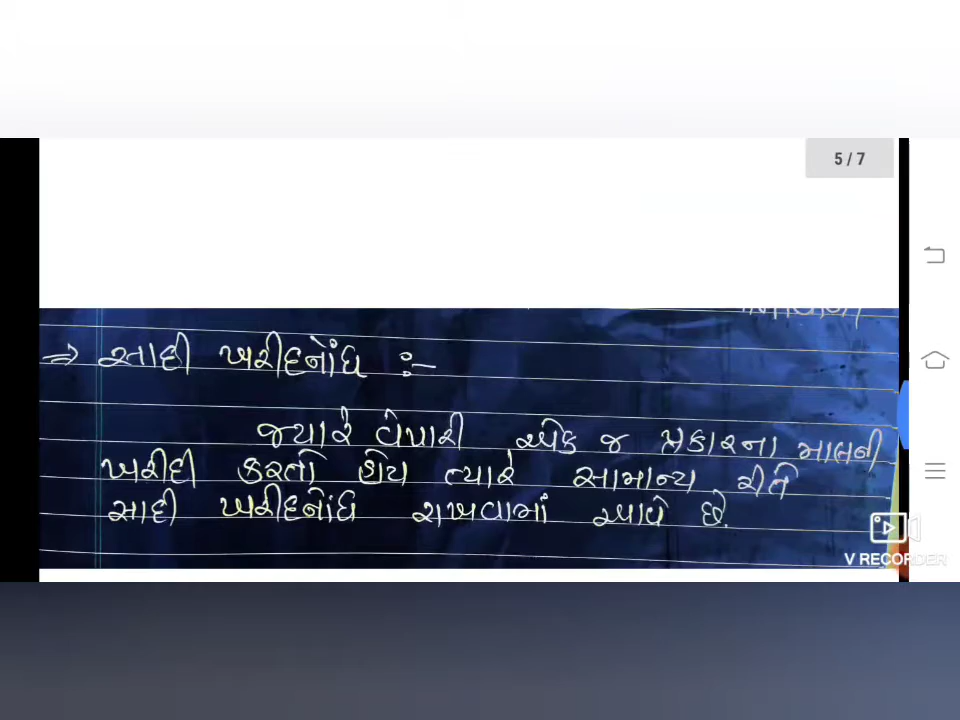 5/7
⇒ સાદી ખરીદનોંધ :-
જ્યારે વેપારી એક જ પ્રકારના માલની
ખરીદી કરતો હોય ત્યારે સામાન્ય રીતે
સાદી ખરીદનોંધ રાખવામાં આવે છે.
V RECORDER